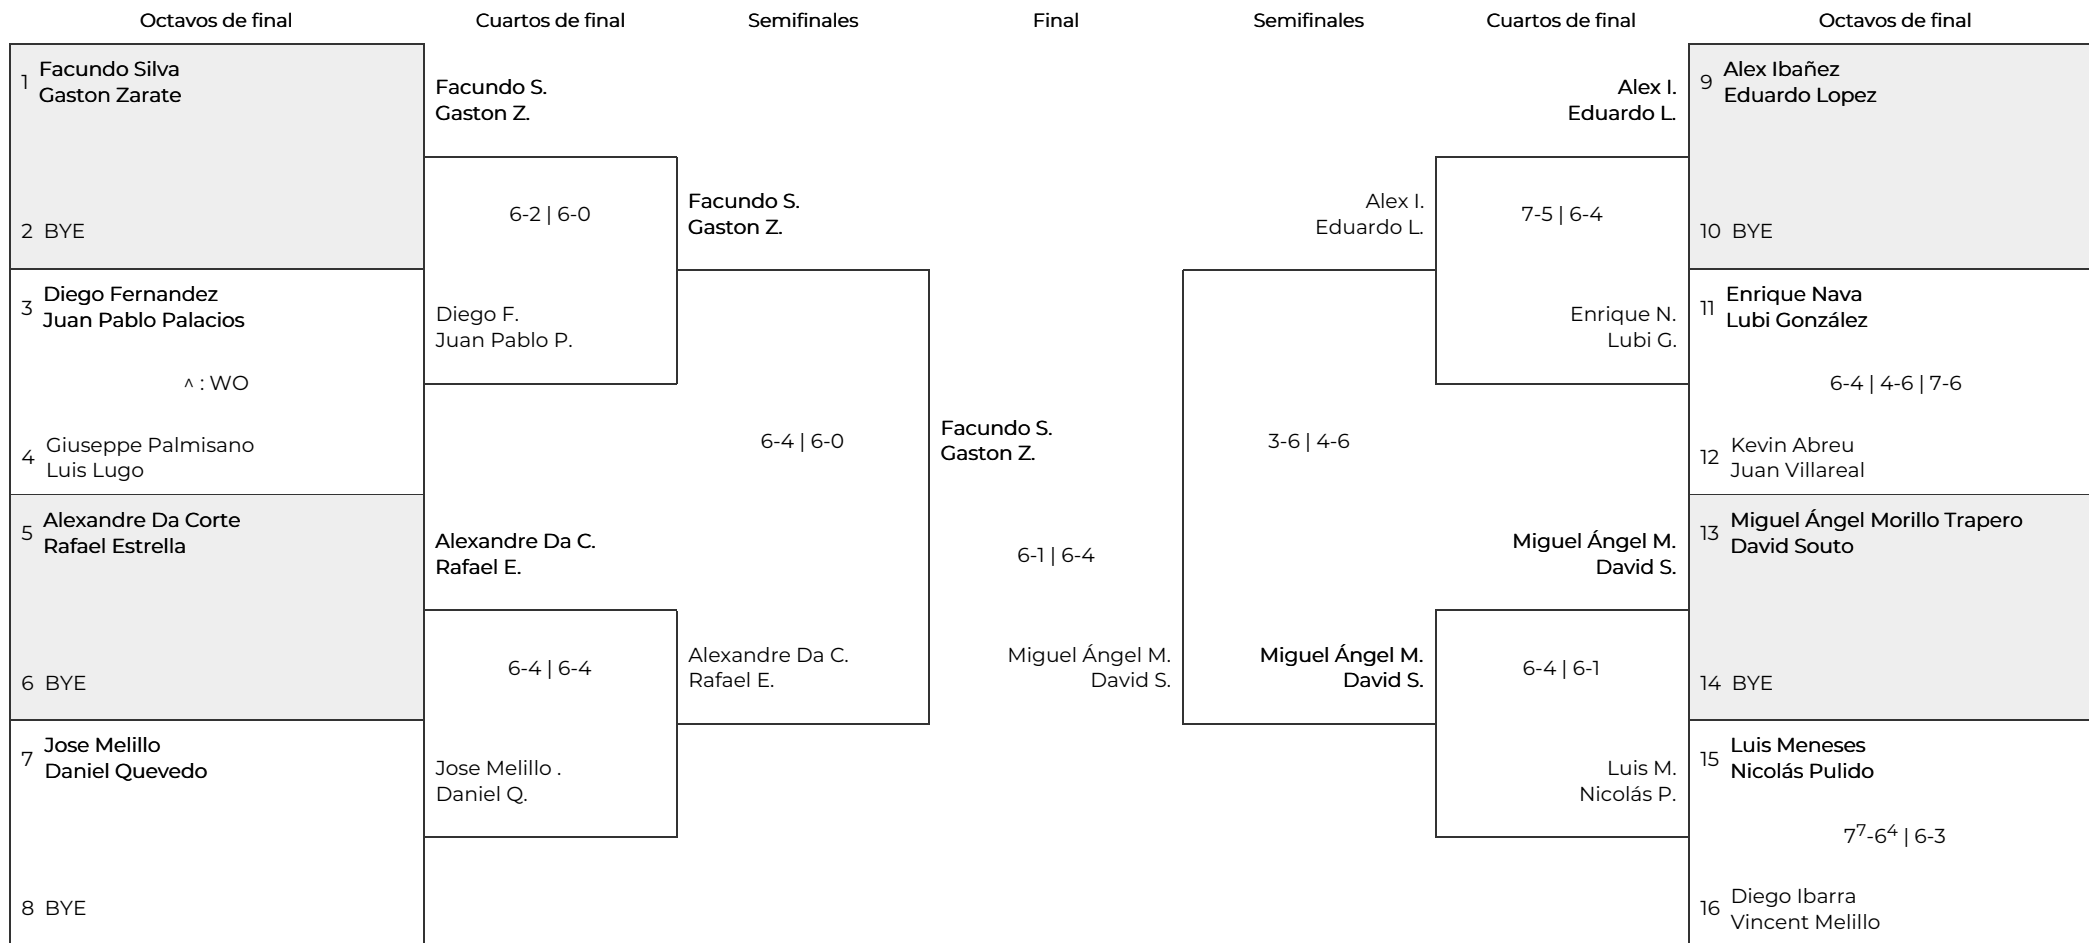 Octavos de final
Cuartos de final
Semifinales
Final
Semifinales
Cuartos de final
Octavos de final
1 Facundo Silva
Gaston Zarate
2 BYE
3 Diego Fernandez
Juan Pablo Palacios
^ : WO
4 Giuseppe Palmisano
Luis Lugo
5 Alexandre Da Corte
Rafael Estrella
6 BYE
7 Jose Melillo
Daniel Quevedo
8 BYE
Facundo S.
Gaston Z.
6-2 | 6-0
Diego F.
Juan Pablo P.
Alexandre Da C.
Rafael E.
6-4 | 6-4
Jose Melillo .
Daniel Q.
Facundo S.
Gaston Z.
6-4 | 6-0
Alexandre Da C.
Rafael E.
Facundo S.
Gaston Z.
6-1 | 6-4
Miguel Ángel M.
David S.
Alex I.
Eduardo L.
3-6 | 4-6
Miguel Ángel M.
David S.
Alex I.
Eduardo L.
7-5 | 6-4
Enrique N.
Lubi G.
Miguel Ángel M.
David S.
6-4 | 6-1
Luis M.
Nicolás P.
9 Alex Ibañez
Eduardo Lopez
10 BYE
11 Enrique Nava
Lubi González
6-4 | 4-6 | 7-6
12 Kevin Abreu
Juan Villareal
13 Miguel Ángel Morillo Trapero
David Souto
14 BYE
15 Luis Meneses
Nicolás Pulido
7⁷-6⁴ | 6-3
16 Diego Ibarra
Vincent Melillo